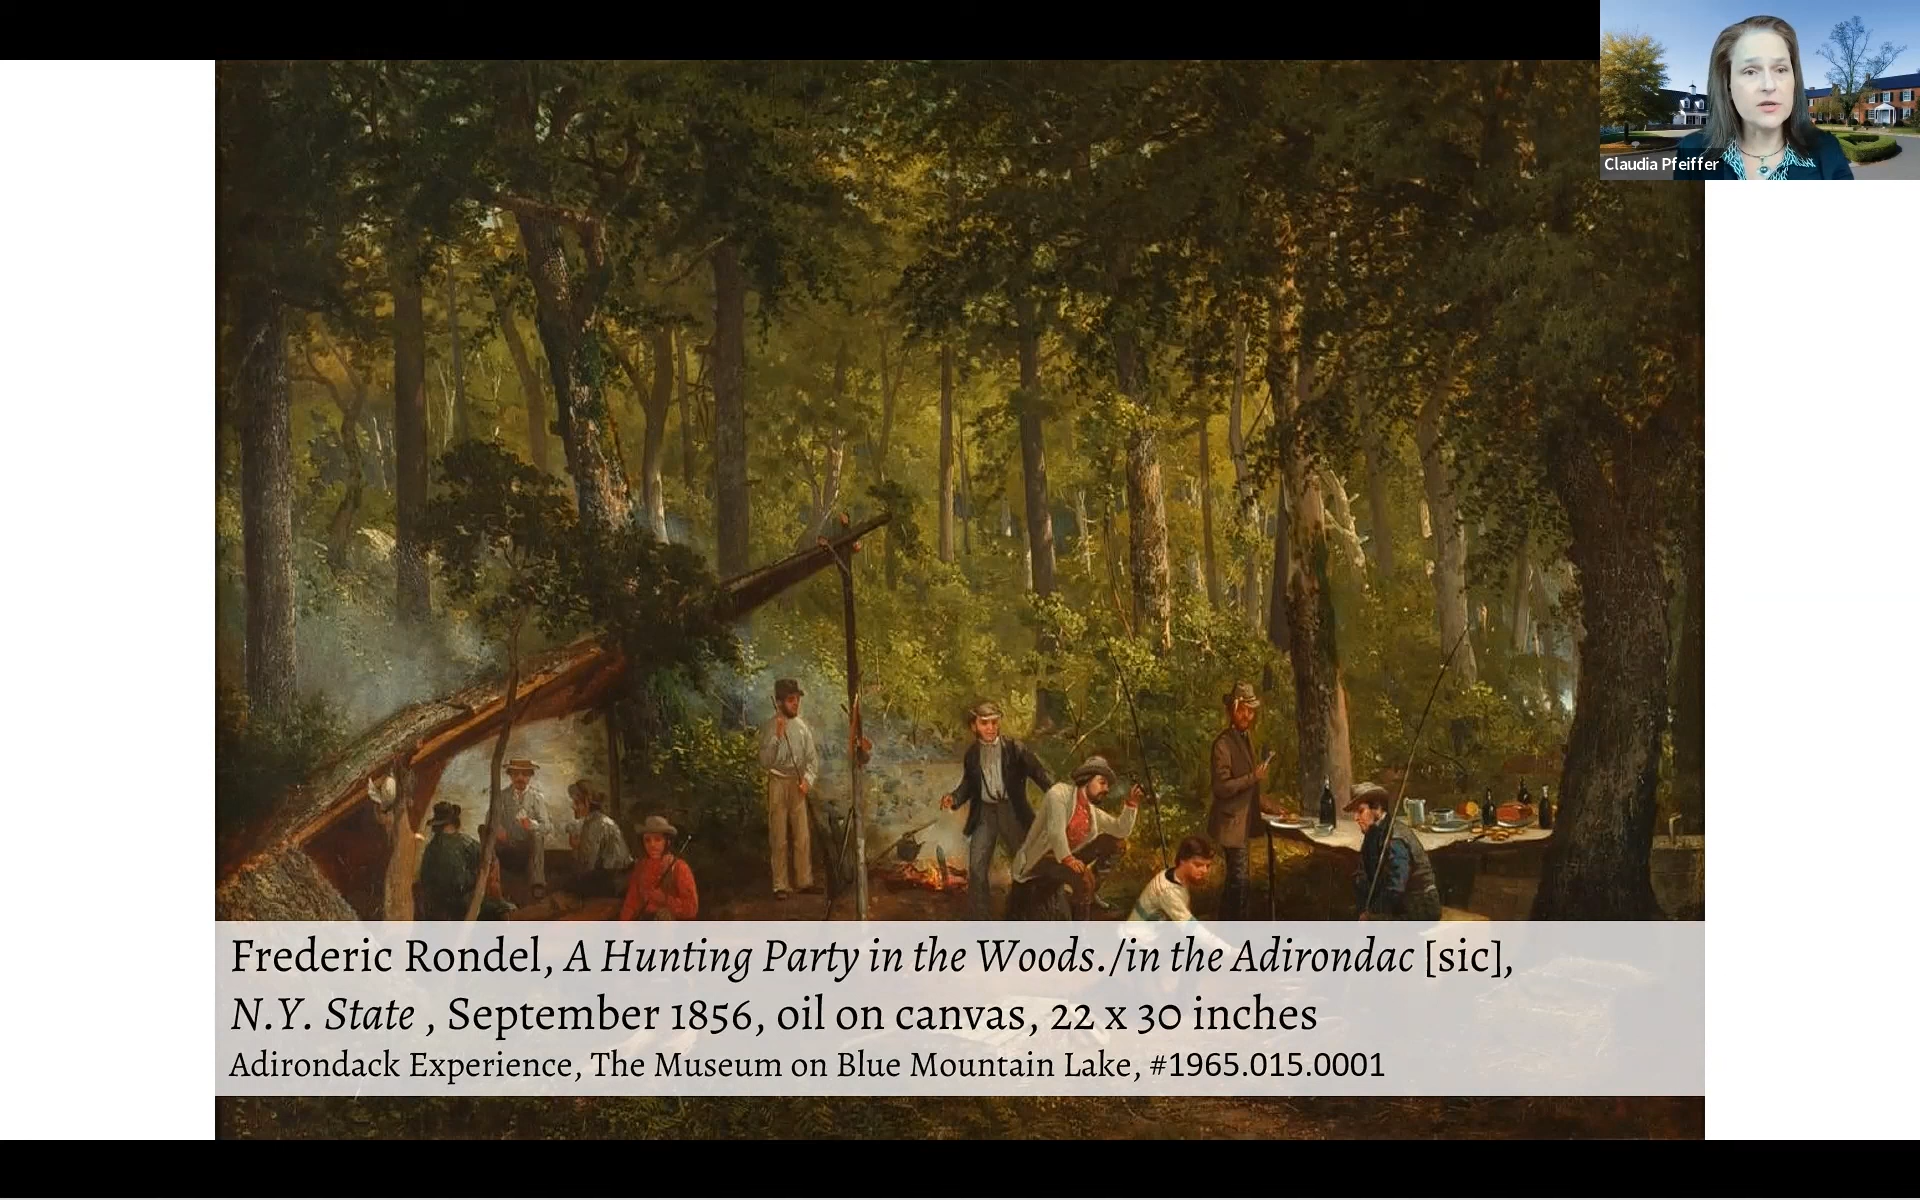 Claudia Pfeiffer
Frederic Rondel, A Hunting Party in the Woods./in the Adirondac [sic],
N.Y. State , September 1856, oil on canvas, 22 x 30 inches
Adirondack Experience, The Museum on Blue Mountain Lake, #1965.015.0001